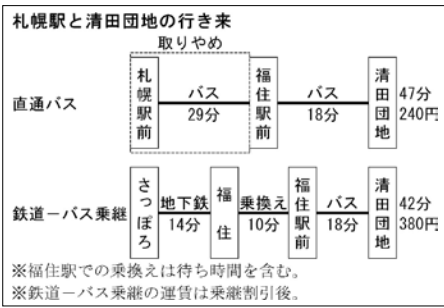 札幌駅と清田団地の行き来
取りやめ
直通バス
札幌駅前
バス
29分
福住駅前
バス
18分
清田団地
47分
240円
鉄道－バス乗継
さっぽろ
地下鉄
14分
福住
乗換え
10分
福住駅前
バス
18分
清田団地
42分
380円
※福住駅での乗換えは待ち時間を含む。
※鉄道－バス乗継の運賃は乗継割引後。